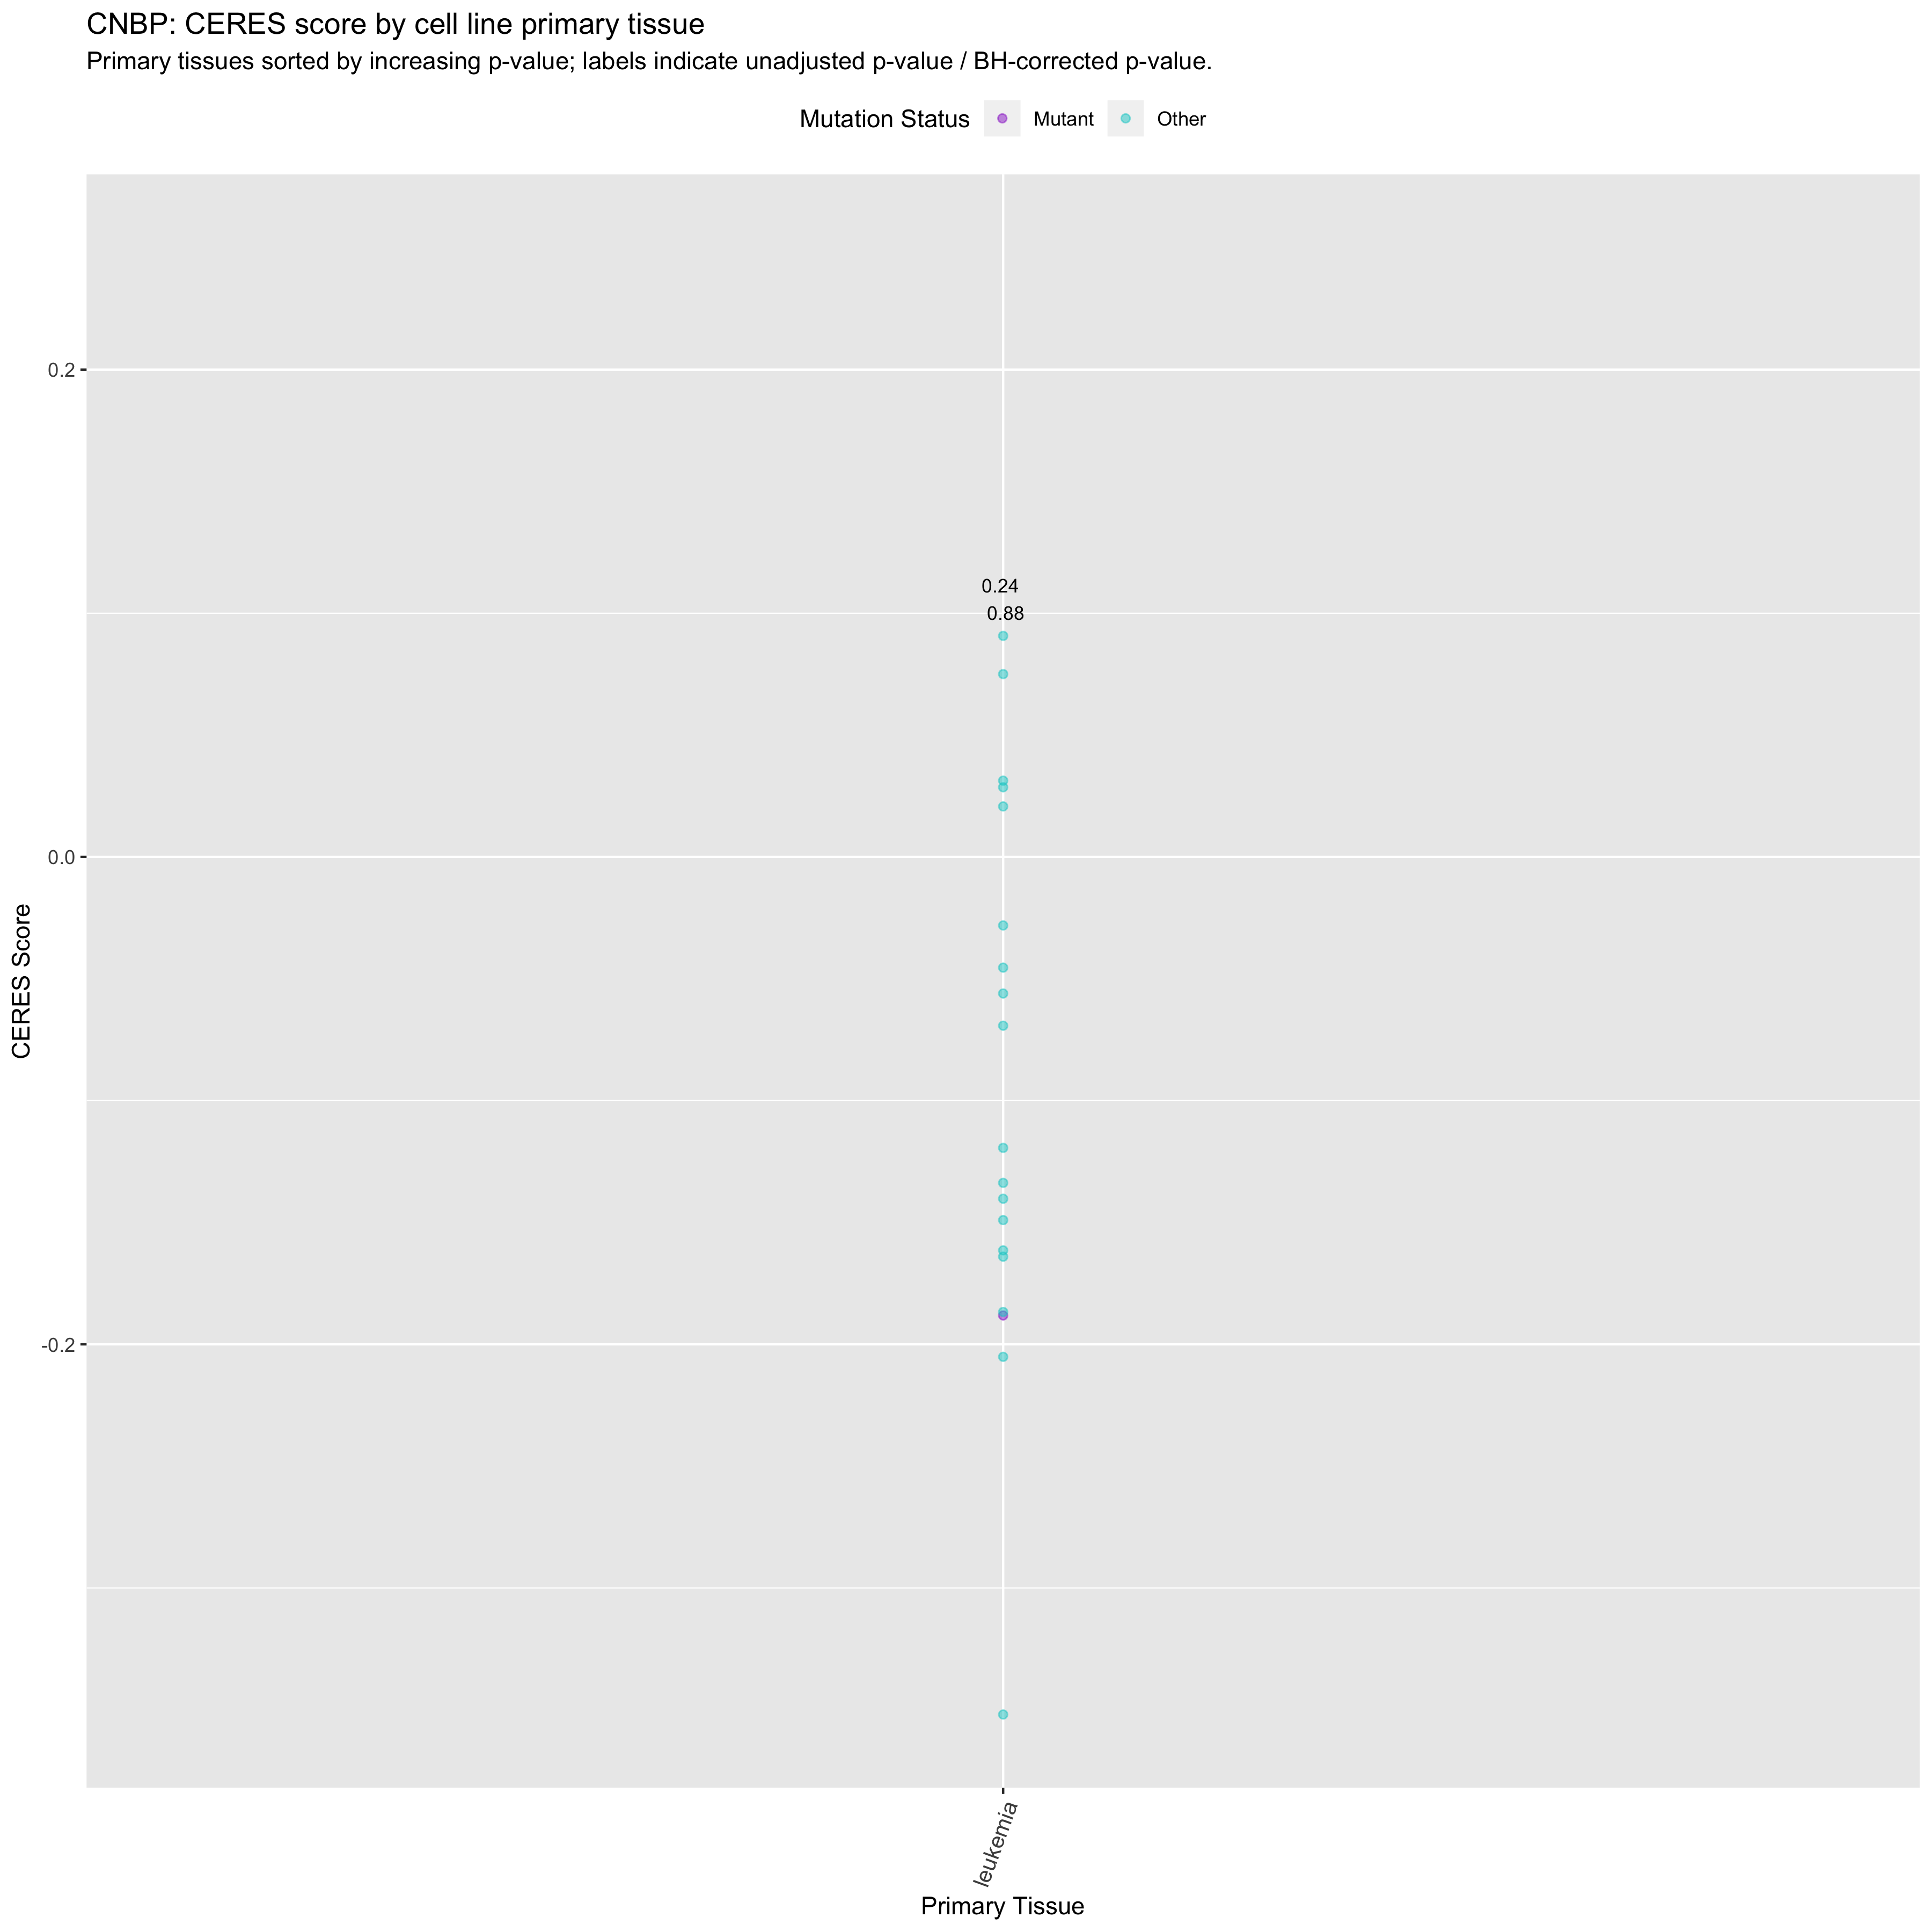 CNBP: CERES score by cell line primary tissue
Primary tissues sorted by increasing p-value; labels indicate unadjusted p-value / BH-corrected p-value.
Mutation Status Mutant Other
0.2
0.24
0.88
0.0
CERES Score
-0.2
leukemia
Primary Tissue